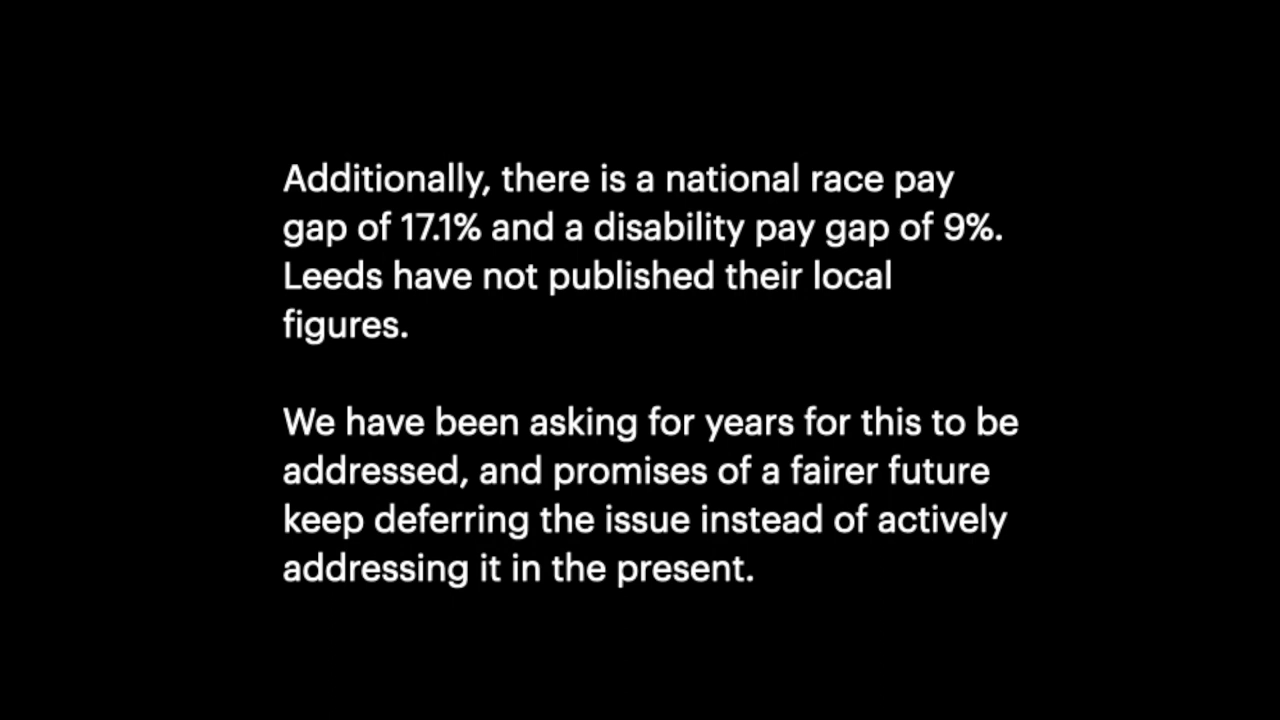 Additionally, there is a national race pay
gap of 17.1% and a disability pay gap of 9%.
Leeds have not published their local
figures.
We have been asking for years for this to be
addressed, and promises of a fairer future
keep deferring the issue instead of actively
addressing it in the present.